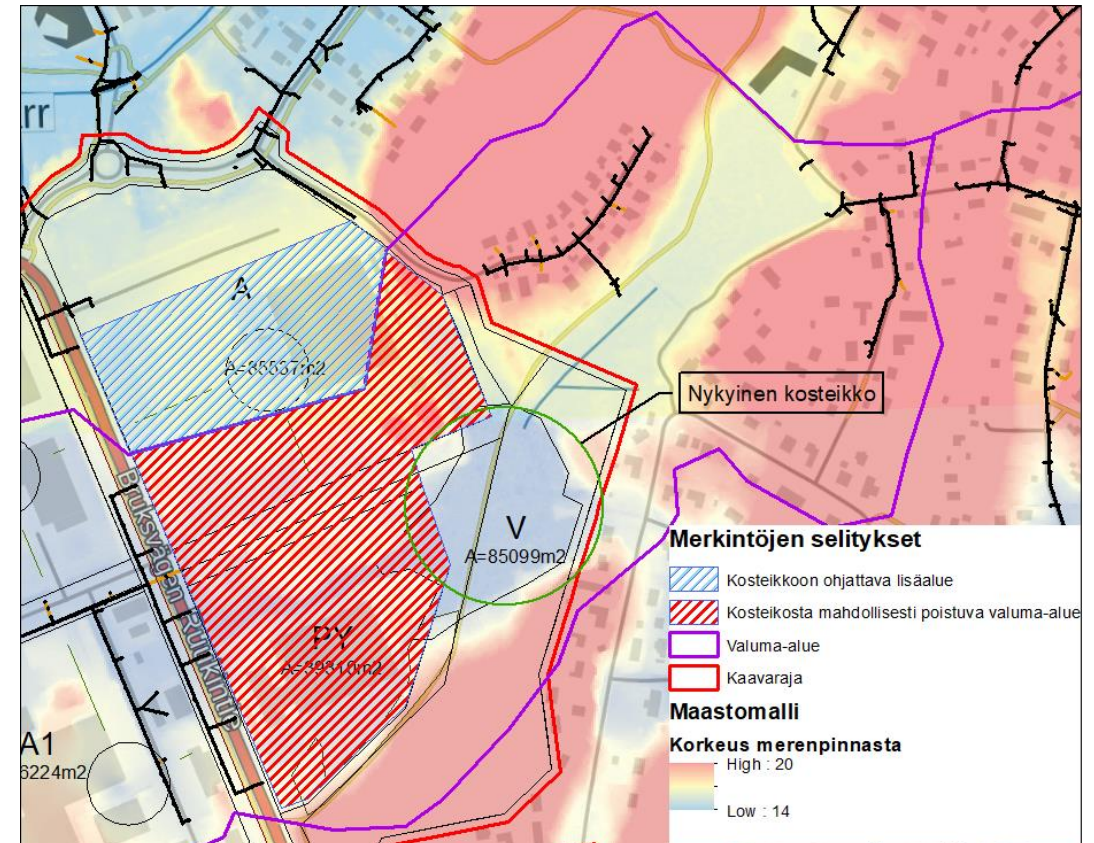 rr
A
A=85537m2
Nykyinen kosteikko
V
A=85099m2
Bruksvägen Ruukintie
PY
A=39310m2
A1
6224m2
Merkintöjen selitykset
Kosteikkoon ohjattava lisäalue
Kosteikosta mahdollisesti poistuva valuma-alue
Valuma-alue
Kaavaraja
Maastomalli
Korkeus merenpinnasta
High : 20
Low : 14